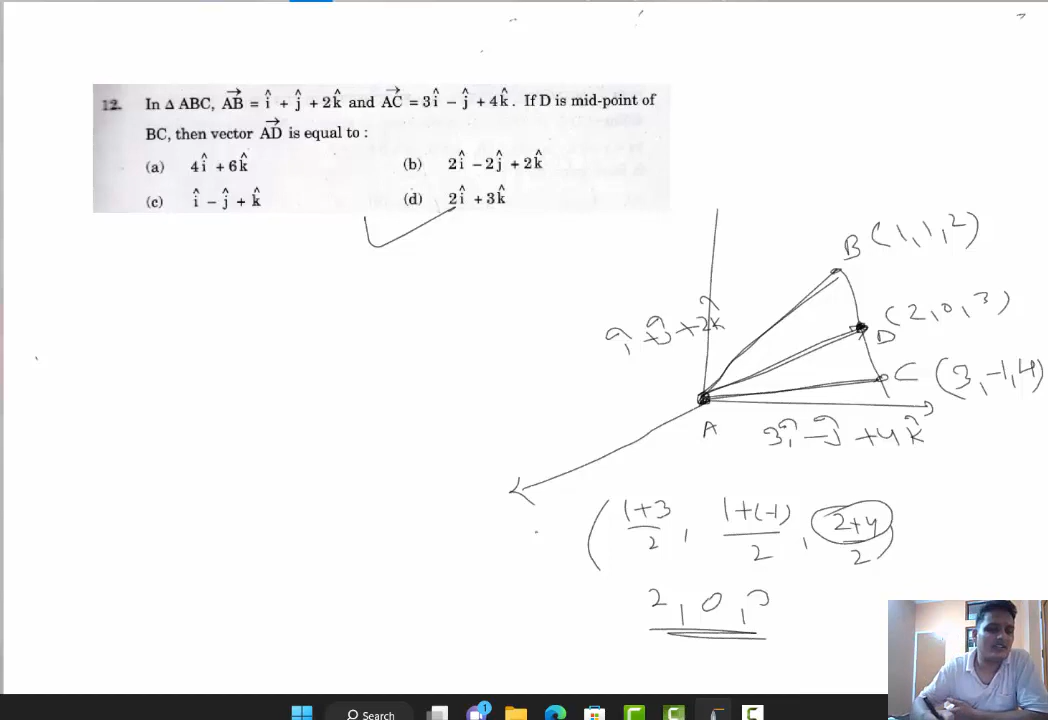 12. In Δ ABC, AB⃗ = î + ĵ + 2k̂ and AC⃗ = 3î − ĵ + 4k̂. If D is mid-point of
BC, then vector AD⃗ is equal to :
(a) 4î + 6k̂ (b) 2î − 2ĵ + 2k̂
(c) î − ĵ + k̂ (d) 2î + 3k̂
B (1, 1, 2)
î + ĵ + 2k̂
D (2, 0, 3)
C (3, -1, 4)
A
3î − ĵ + 4k̂
(1+3/2, 1+(-1)/2, 2+4/2)
2, 0, 3
Search
1